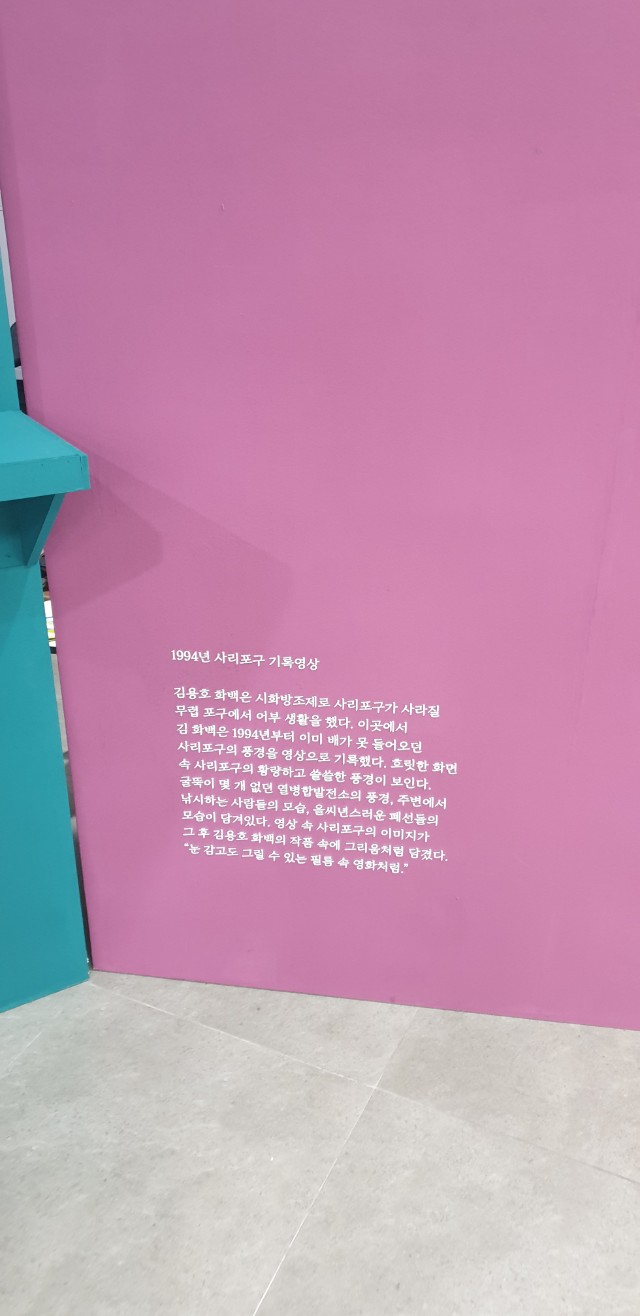 1994년 사리포구 기록영상
김용호 화백은 시화방조제로 사리포구가 사라질
무렵 포구에서 어부 생활을 했다. 이곳에서
김 화백은 1994년부터 이미 배가 못 들어오던
사리포구의 풍경을 영상으로 기록했다. 흐릿한 화면
속 사리포구의 황량하고 쓸쓸한 풍경이 보인다.
굴뚝이 몇 개 없던 열병합발전소의 풍경, 주변에서
낚시하는 사람들의 모습, 을씨년스러운 폐선들의
모습이 담겨있다. 영상 속 사리포구의 이미지가
그 후 김용호 화백의 작품 속에 그리움처럼 담겼다.
“눈 감고도 그릴 수 있는 필름 속 영화처럼.”